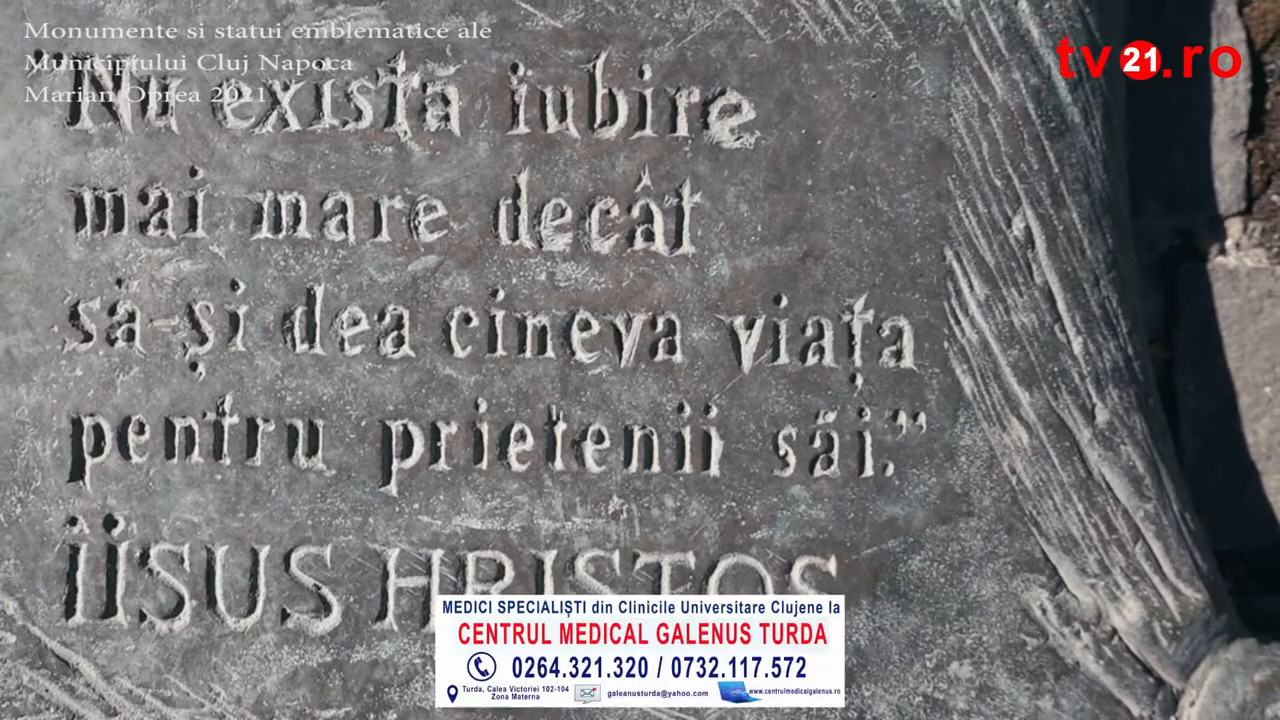 Monumente si statui emblematice ale
Municipiului Cluj Napoca
Marian Oprea 2021
tv21.ro
"Nu există iubire
mai mare decât
să-și dea cineva viața
pentru prietenii săi."
IISUS HRISTOS
MEDICI SPECIALIȘTI din Clinicile Universitare Clujene la
CENTRUL MEDICAL GALENUS TURDA
0264.321.320 / 0732.117.572
Turda, Calea Victoriei 102-104
Zona Materna
galeanusturda@yahoo.com
www.centrulmedicalgalenus.ro